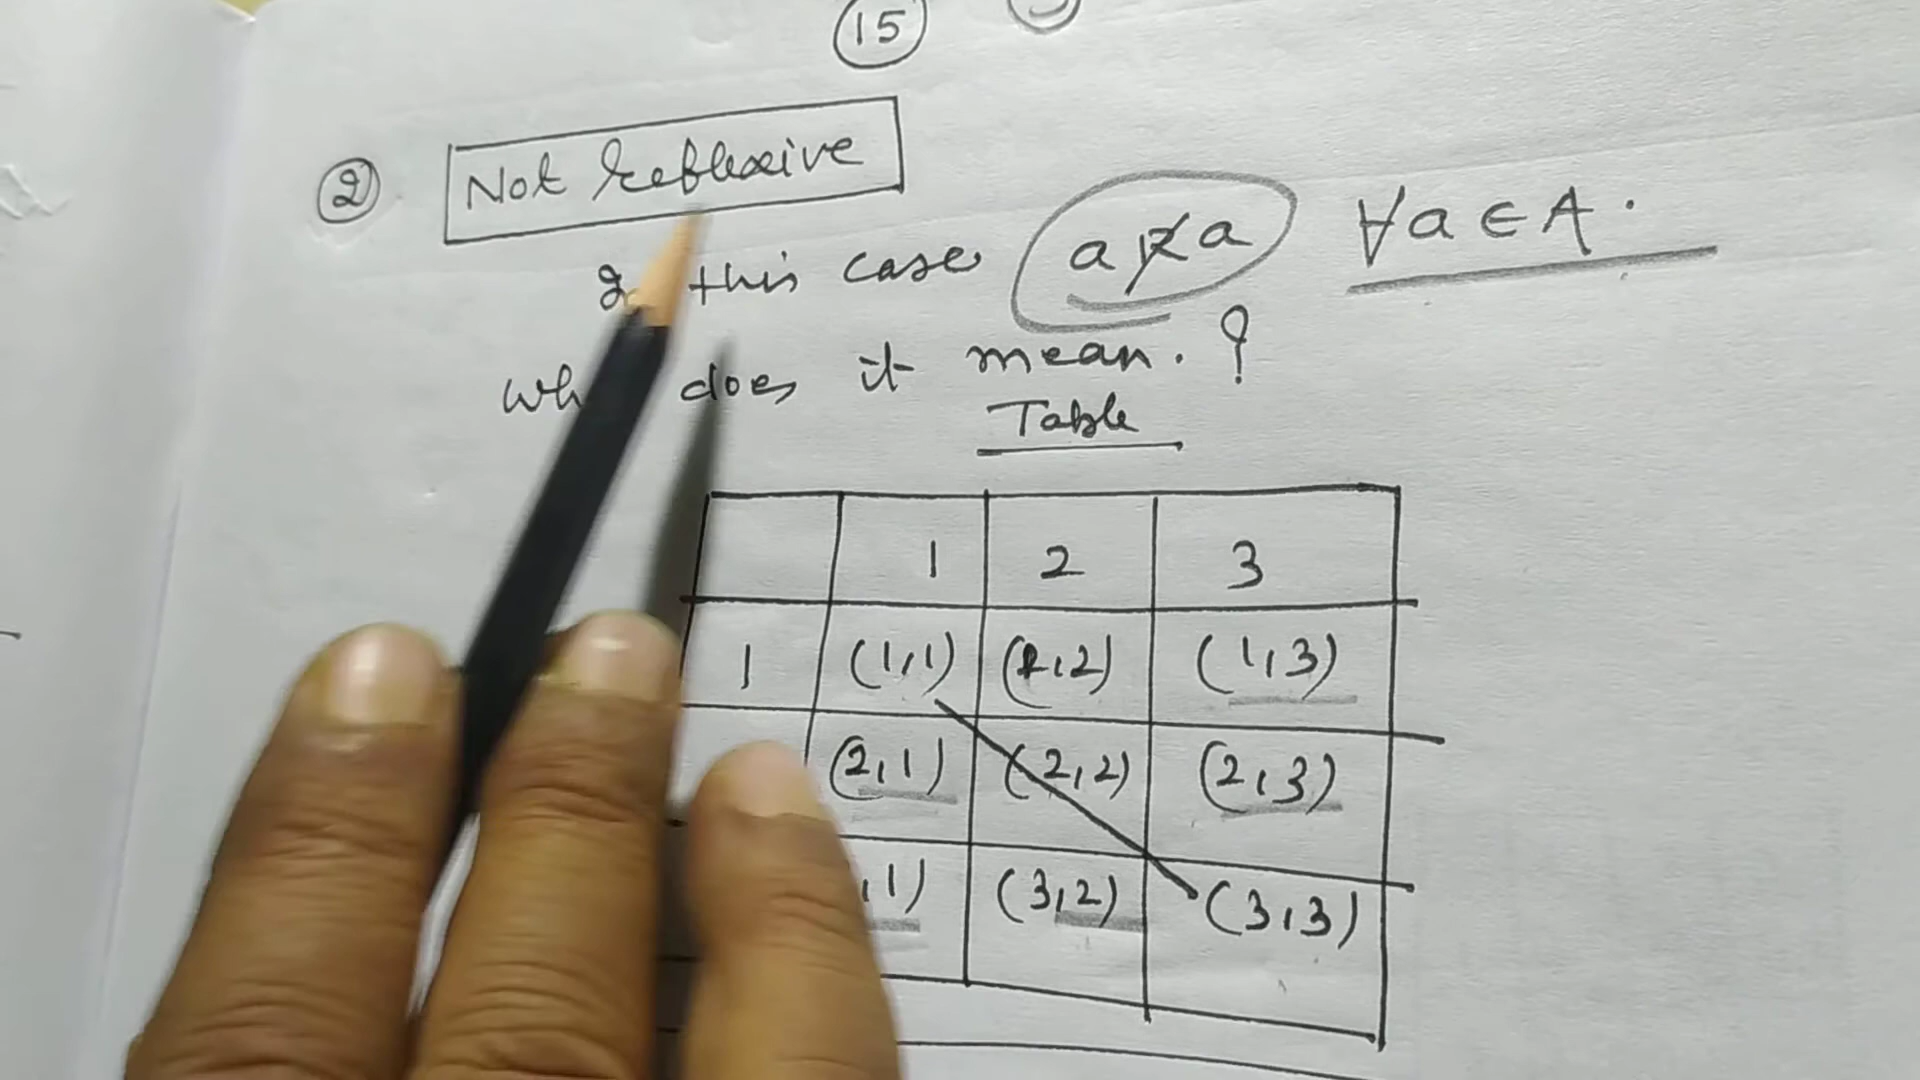 15
2 Not Reflexive
this case a R̸ a ∀a ∈ A.
does it mean. ?
Table
1 2 3
1 (1,1) (1,2) (1,3)
(2,1) (2,2) (2,3)
,1) (3,2) (3,3)